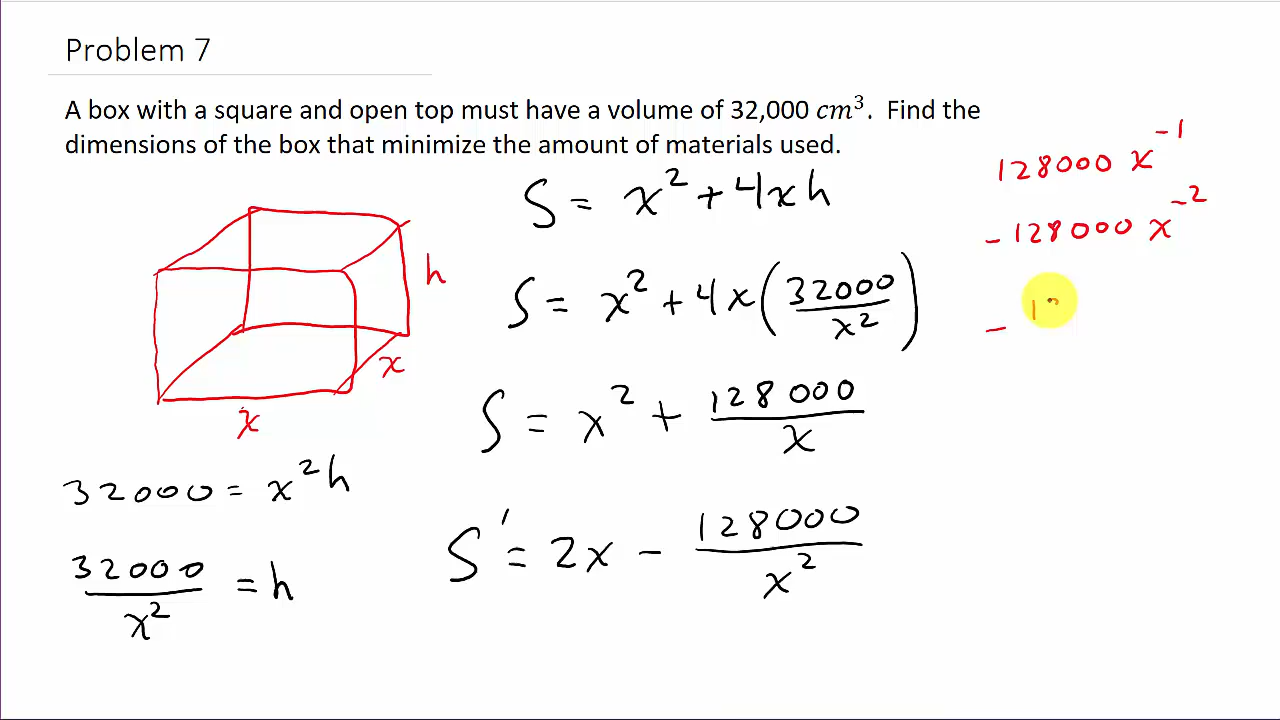 Problem 7
A box with a square and open top must have a volume of 32,000 cm³. Find the
dimensions of the box that minimize the amount of materials used.
h
x
x
32000 = x²h
32000/x² = h
S = x² + 4xh
S = x² + 4x(32000/x²)
S = x² + 128000/x
S' = 2x - 128000/x²
128000 x⁻¹
-128000 x⁻²
-